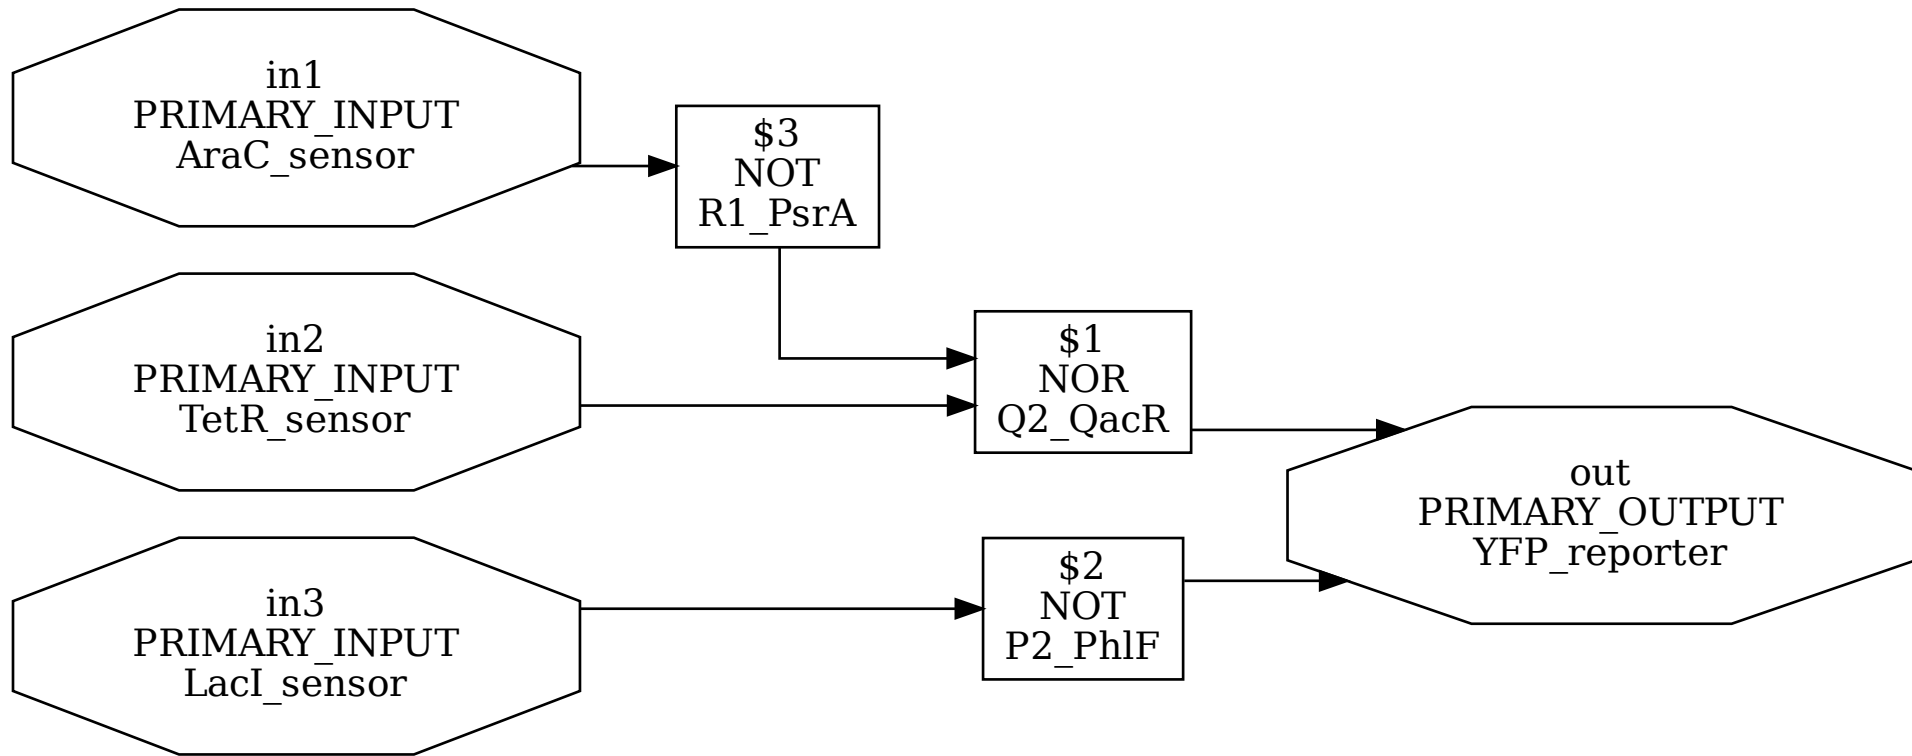 in1
PRIMARY_INPUT
AraC_sensor
$3
NOT
R1_PsrA
in2
PRIMARY_INPUT
TetR_sensor
$1
NOR
Q2_QacR
out
PRIMARY_OUTPUT
YFP_reporter
in3
PRIMARY_INPUT
LacI_sensor
$2
NOT
P2_PhlF